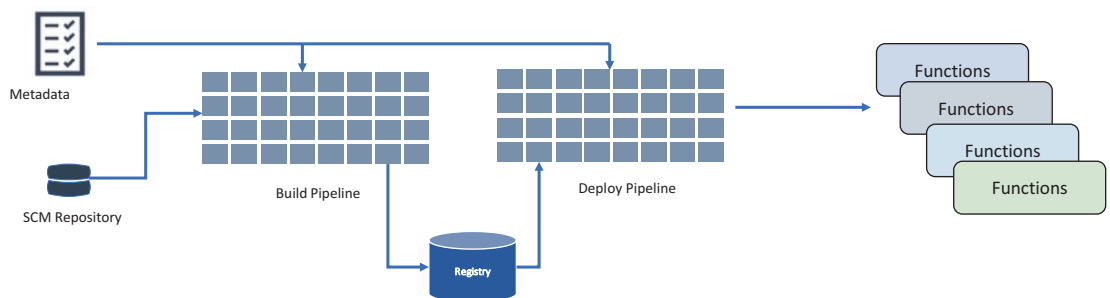 Metadata
SCM Repository
Build Pipeline
Registry
Deploy Pipeline
Functions
Functions
Functions
Functions